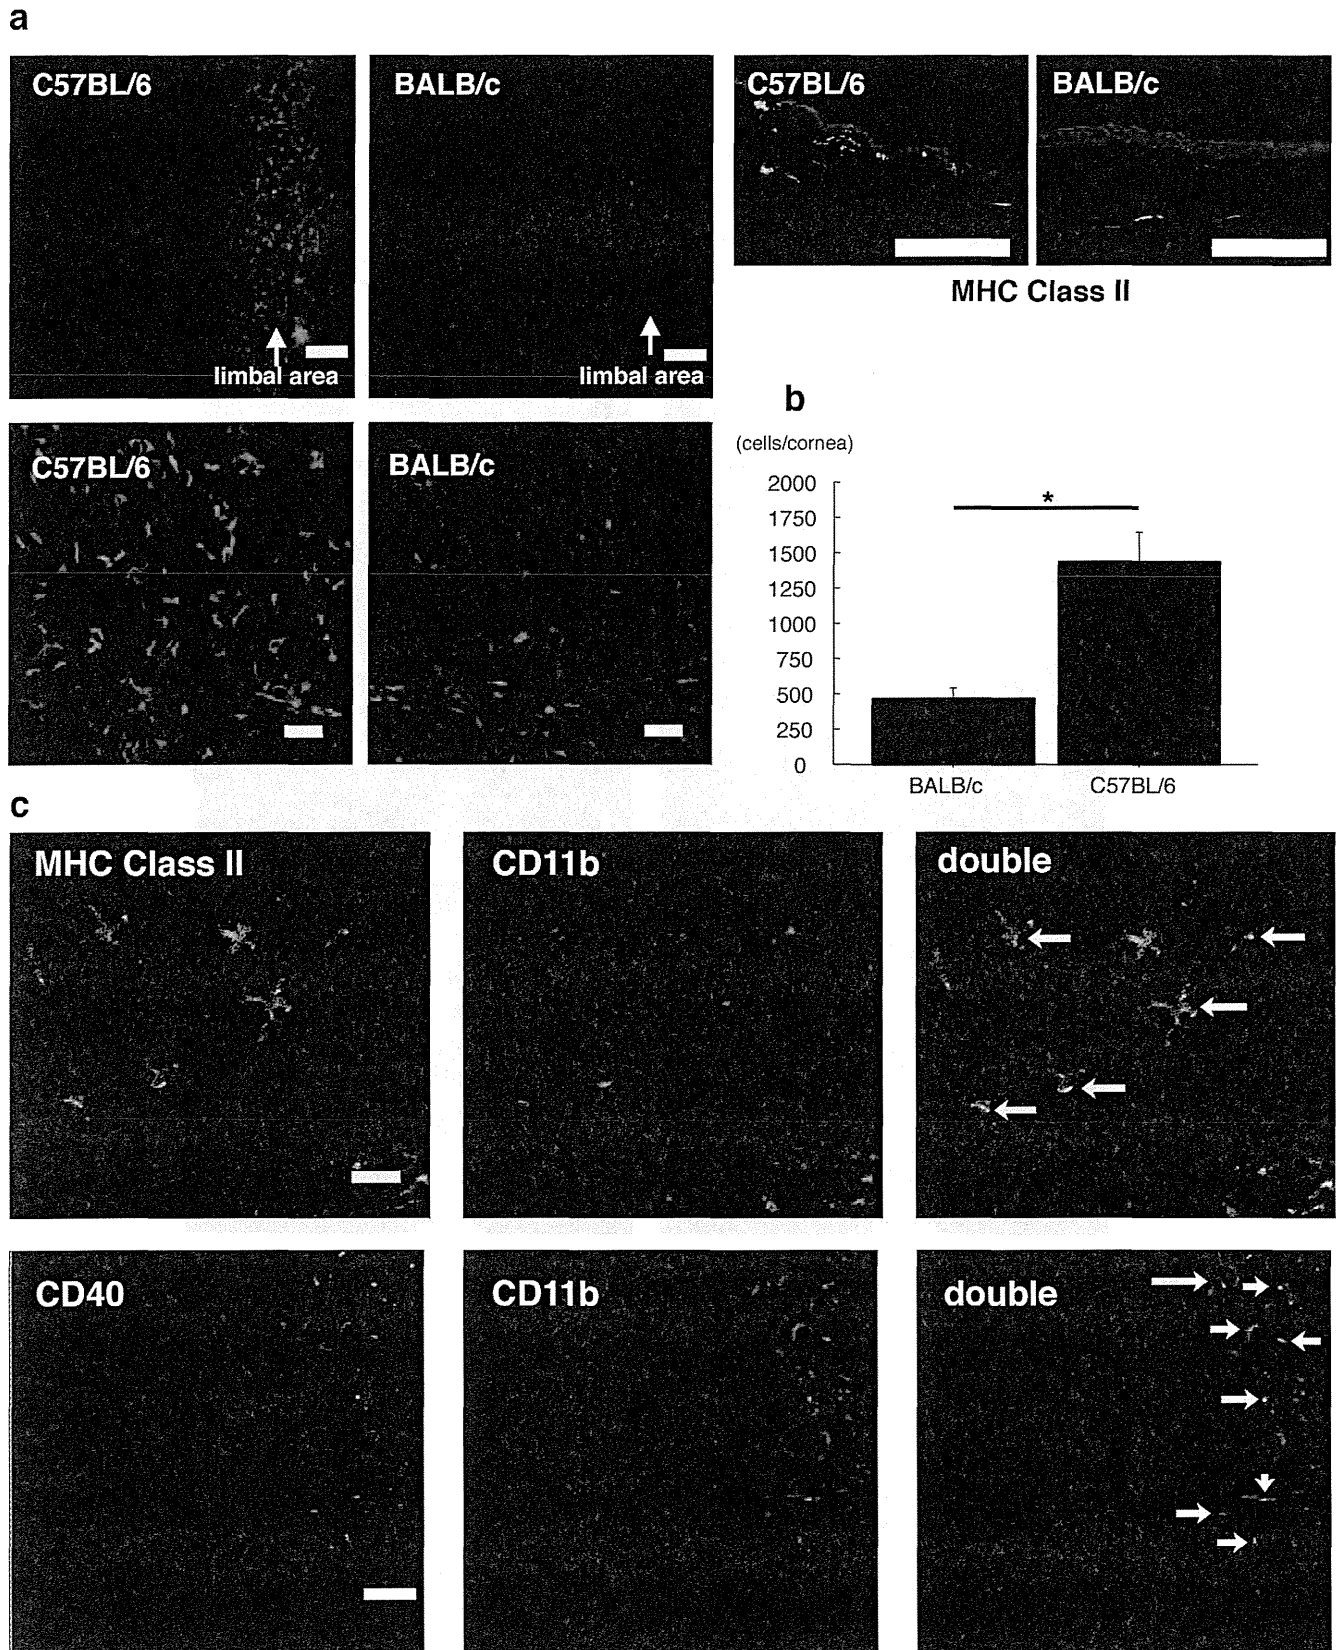 a
C57BL/6
BALB/c
C57BL/6
BALB/c
limbal area
limbal area
MHC Class II
C57BL/6
BALB/c
b
(cells/cornea)
2000
1750
1500
1250
1000
750
500
250
0
*
BALB/c
C57BL/6
c
MHC Class II
CD11b
double
CD40
CD11b
double